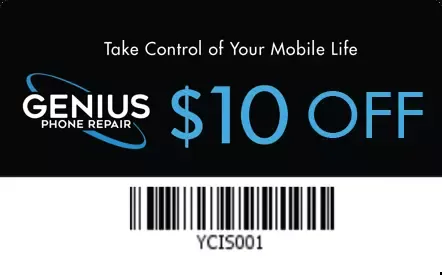 Take Control of Your Mobile Life
GENIUS
PHONE REPAIR
$10 OFF
YCIS001